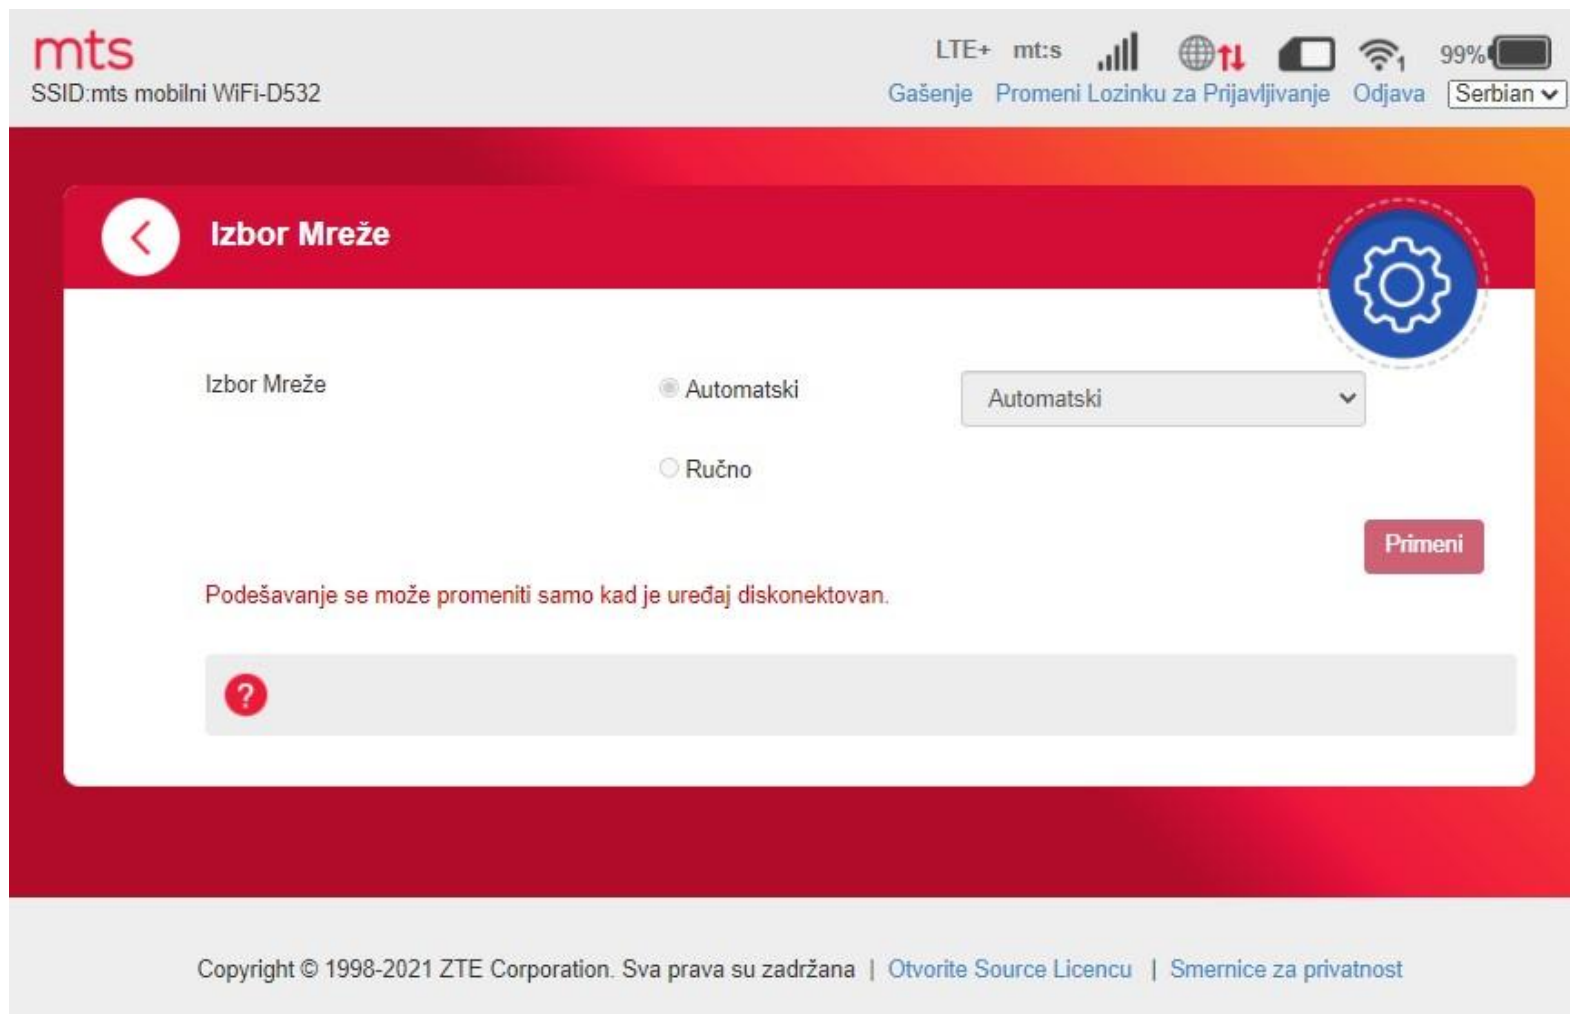 mts
LTE+ mt:s 1 99%
SSID:mts mobilni WiFi-D532
Gašenje Promeni Lozinku za Prijavljivanje Odjava Serbian
Izbor Mreže
Izbor Mreže
Automatski
Automatski
Ručno
Primeni
Podešavanje se može promeniti samo kad je uređaj diskonektovan.
?
Copyright © 1998-2021 ZTE Corporation. Sva prava su zadržana | Otvorite Source Licencu | Smernice za privatnost